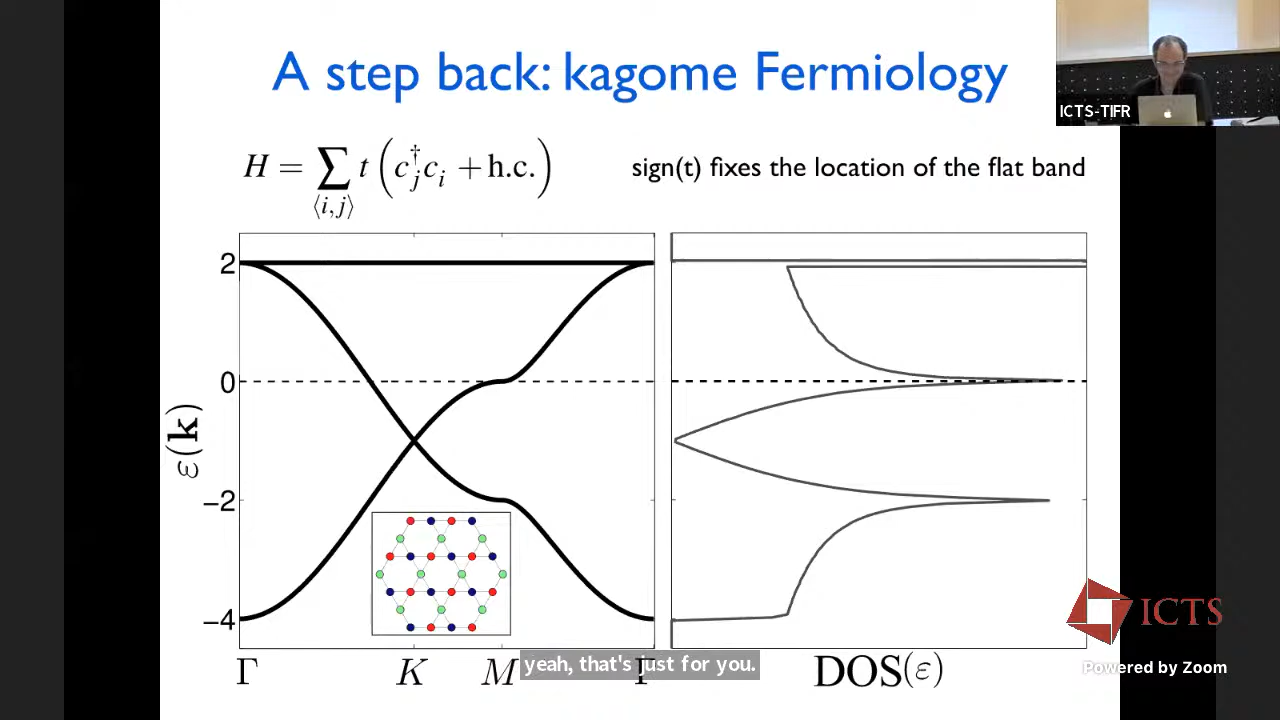 A step back: kagome Fermiology
ICTS-TIFR
H = ∑⟨i,j⟩ t (c†j ci + h.c.)
sign(t) fixes the location of the flat band
2
0
−2
−4
ε(k)
Γ K M Γ
DOS(ε)
yeah, that's just for you.
ICTS
Powered by Zoom